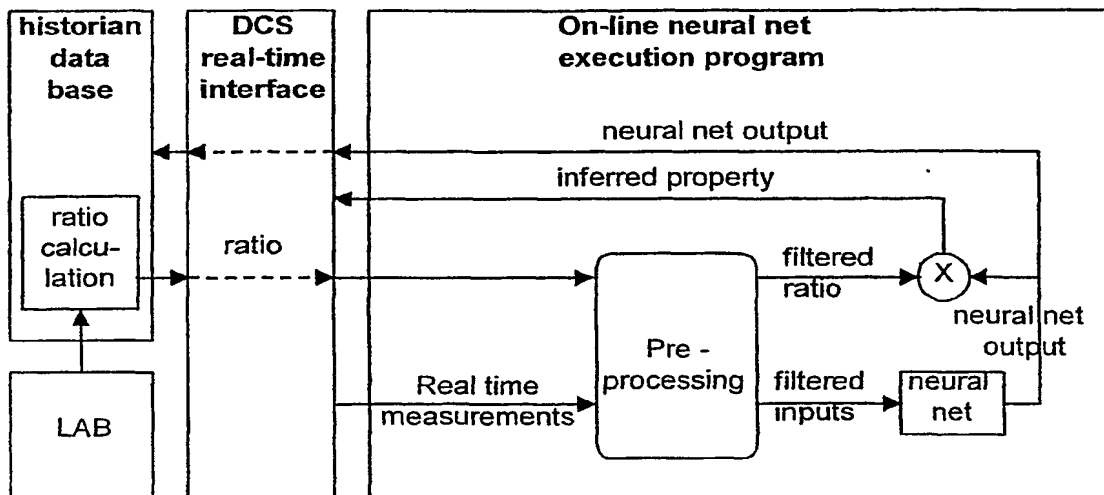 historian
data
base
DCS
real-time
interface
On-line neural net
execution program
neural net output
inferred property
ratio
calcu-
lation
ratio
filtered
ratio
X
neural net
output
Pre -
processing
Real time
measurements
filtered
inputs
neural
net
LAB